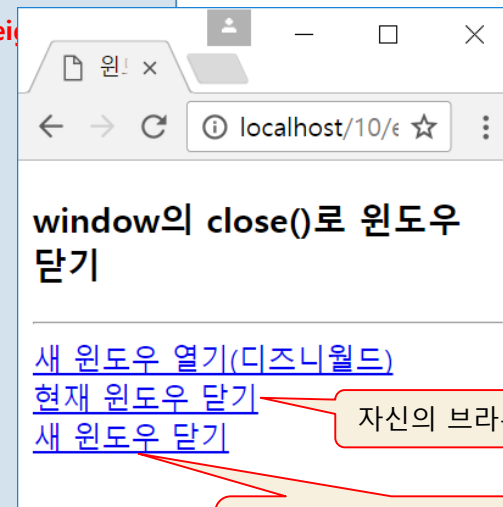 윈
localhost/10/e
window의 close()로 윈도우
닫기
새 윈도우 열기(디즈니월드)
현재 윈도우 닫기
자신의
새 윈도우 닫기